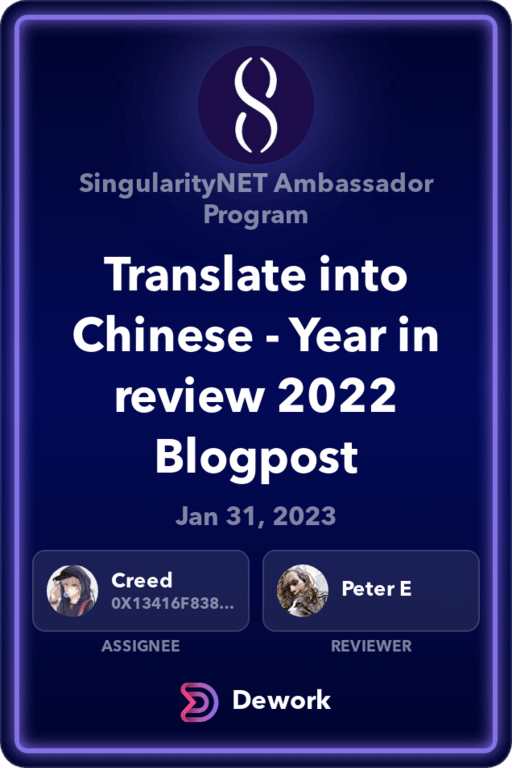 SingularityNET Ambassador
Program
Translate into
Chinese - Year in
review 2022
Blogpost
Jan 31, 2023
Creed
0X13416F838...
Peter E
ASSIGNEE
REVIEWER
Dework